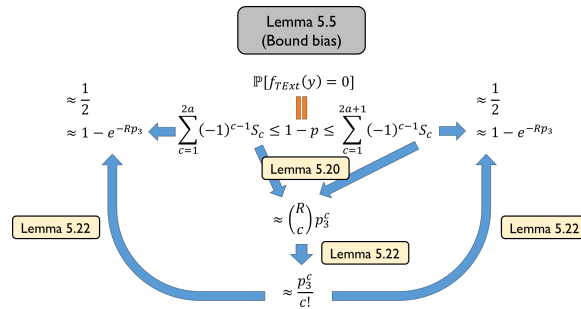 Lemma 5.5
(Bound bias)
ℙ[f_{TExt}(y) = 0]
≈ 1/2
≈ 1 − e^{−Rp_3}
∑_{c=1}^{2a} (−1)^{c−1} S_c ≤ 1 − p ≤ ∑_{c=1}^{2a+1} (−1)^{c−1} S_c
≈ 1/2
≈ 1 − e^{−Rp_3}
Lemma 5.20
≈ (R c) p_3^c
Lemma 5.22
Lemma 5.22
Lemma 5.22
≈ p_3^c / c!